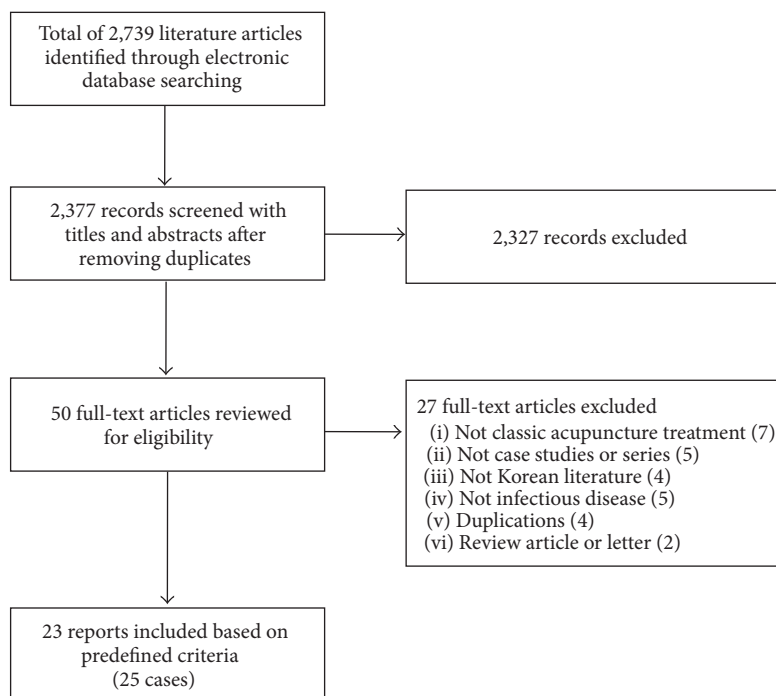 Total of 2,739 literature articles
identified through electronic
database searching
2,377 records screened with
titles and abstracts after
removing duplicates
2,327 records excluded
50 full-text articles reviewed
for eligibility
27 full-text articles excluded
(i) Not classic acupuncture treatment (7)
(ii) Not case studies or series (5)
(iii) Not Korean literature (4)
(iv) Not infectious disease (5)
(v) Duplications (4)
(vi) Review article or letter (2)
23 reports included based on
predefined criteria
(25 cases)